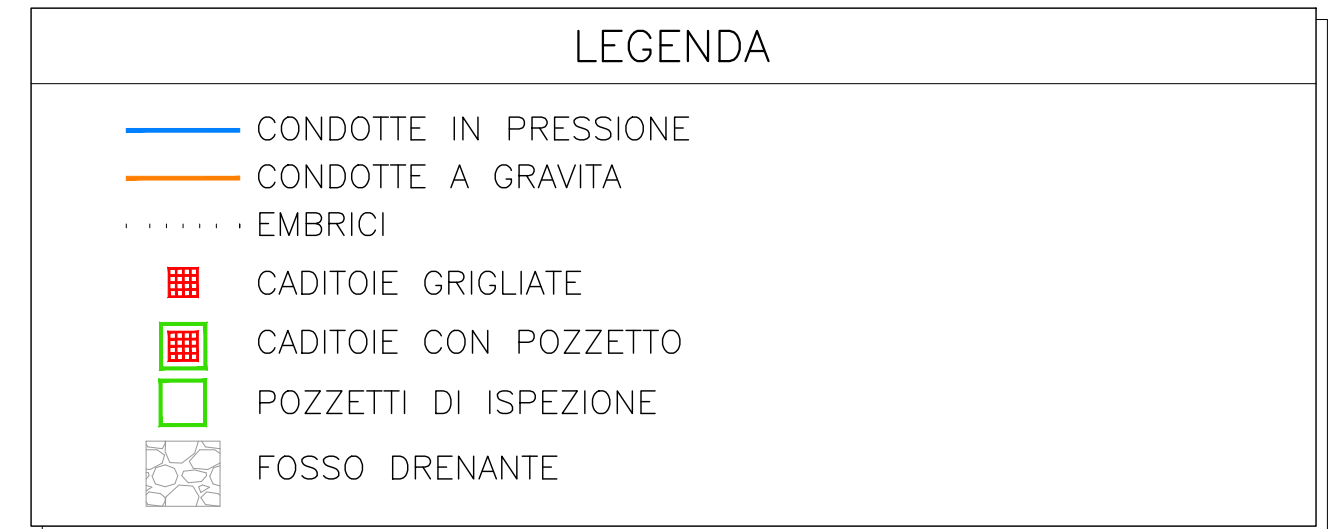 LEGENDA
CONDOTTE IN PRESSIONE
CONDOTTE A GRAVITA
EMBRICI
CADITOIE GRIGLIATE
CADITOIE CON POZZETTO
POZZETTI DI ISPEZIONE
FOSSO DRENANTE